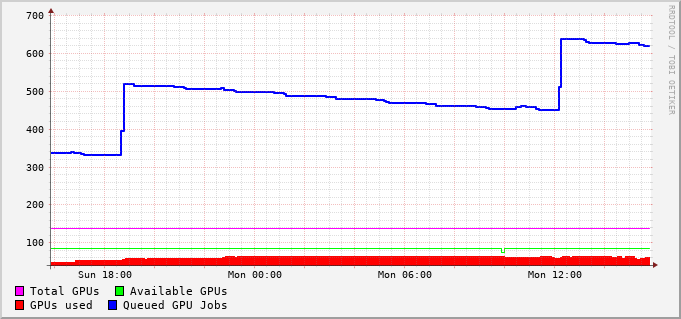 700
600
500
400
300
200
100
Sun 18:00 Mon 00:00 Mon 06:00 Mon 12:00
Total GPUs Available GPUs
GPUs used Queued GPU Jobs
RRDTOOL / TOBI OETIKER